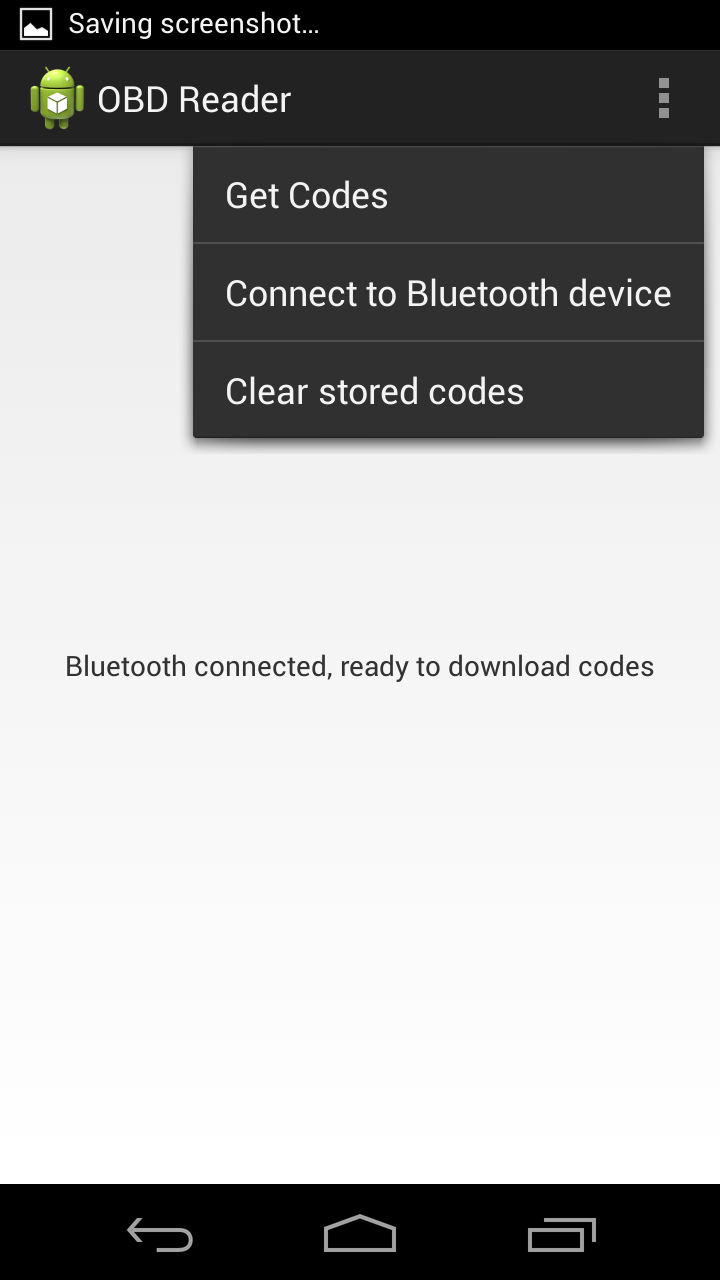 Saving screenshot...
OBD Reader
Get Codes
Connect to Bluetooth device
Clear stored codes
Bluetooth connected, ready to download codes